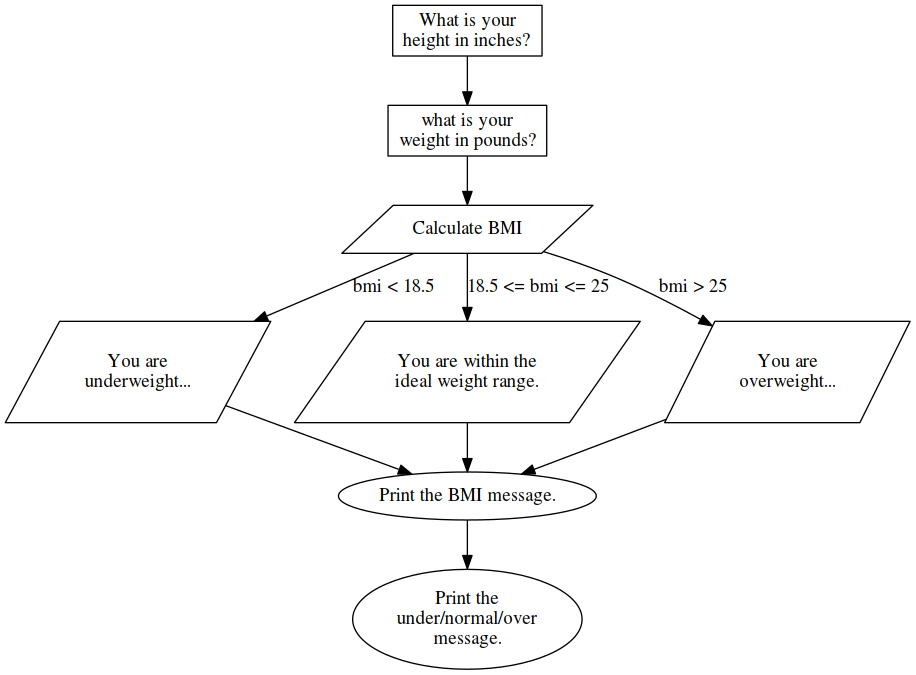 What is your
height in inches?
what is your
weight in pounds?
Calculate BMI
bmi < 18.5
18.5 <= bmi <= 25
bmi > 25
You are
underweight...
You are within the
ideal weight range.
You are
overweight...
Print the BMI message.
Print the
under/normal/over
message.